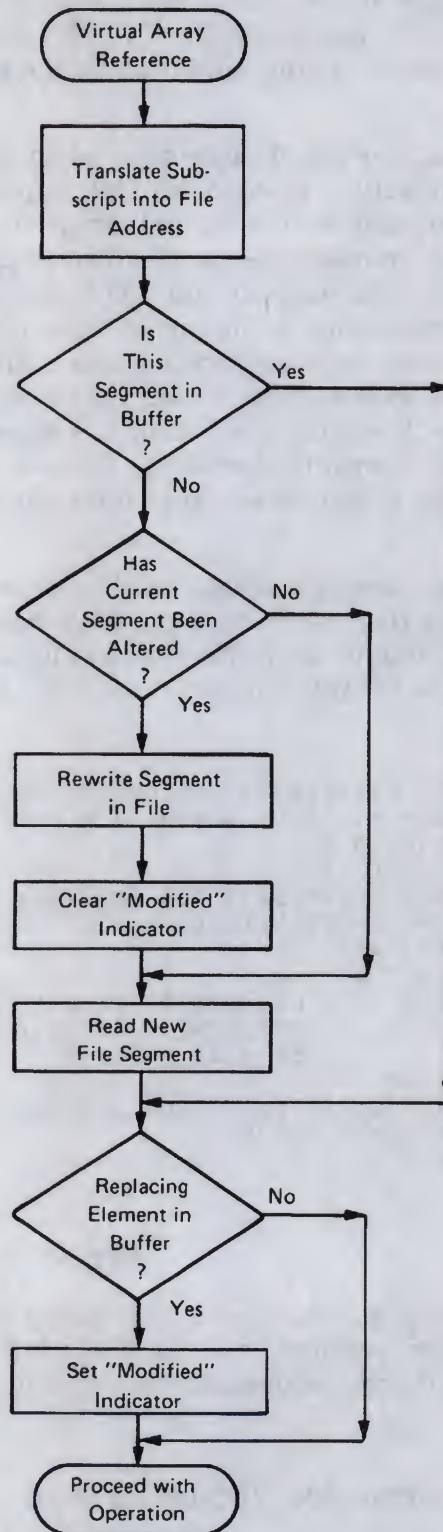 Virtual Array
Reference
Translate Sub-
script into File
Address
Is
This
Segment in
Buffer
?
Yes
No
Has
Current
Segment Been
Altered
?
No
Yes
Rewrite Segment
in File
Clear "Modified"
Indicator
Read New
File Segment
Replacing
Element in
Buffer
?
No
Yes
Set "Modified"
Indicator
Proceed with
Operation